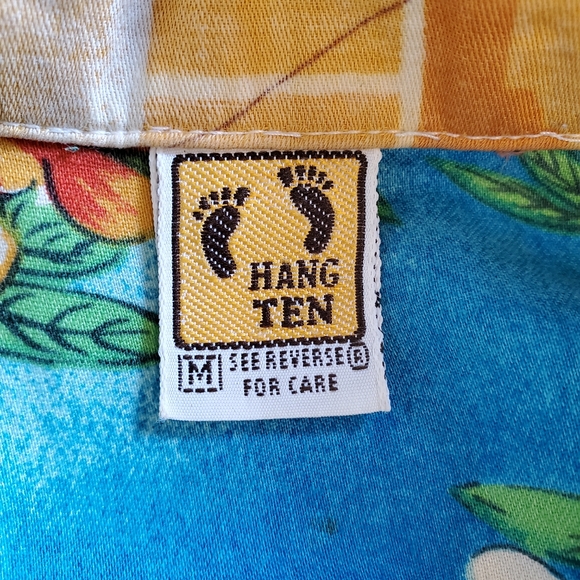 HANG
TEN
M SEE REVERSE ®
FOR CARE